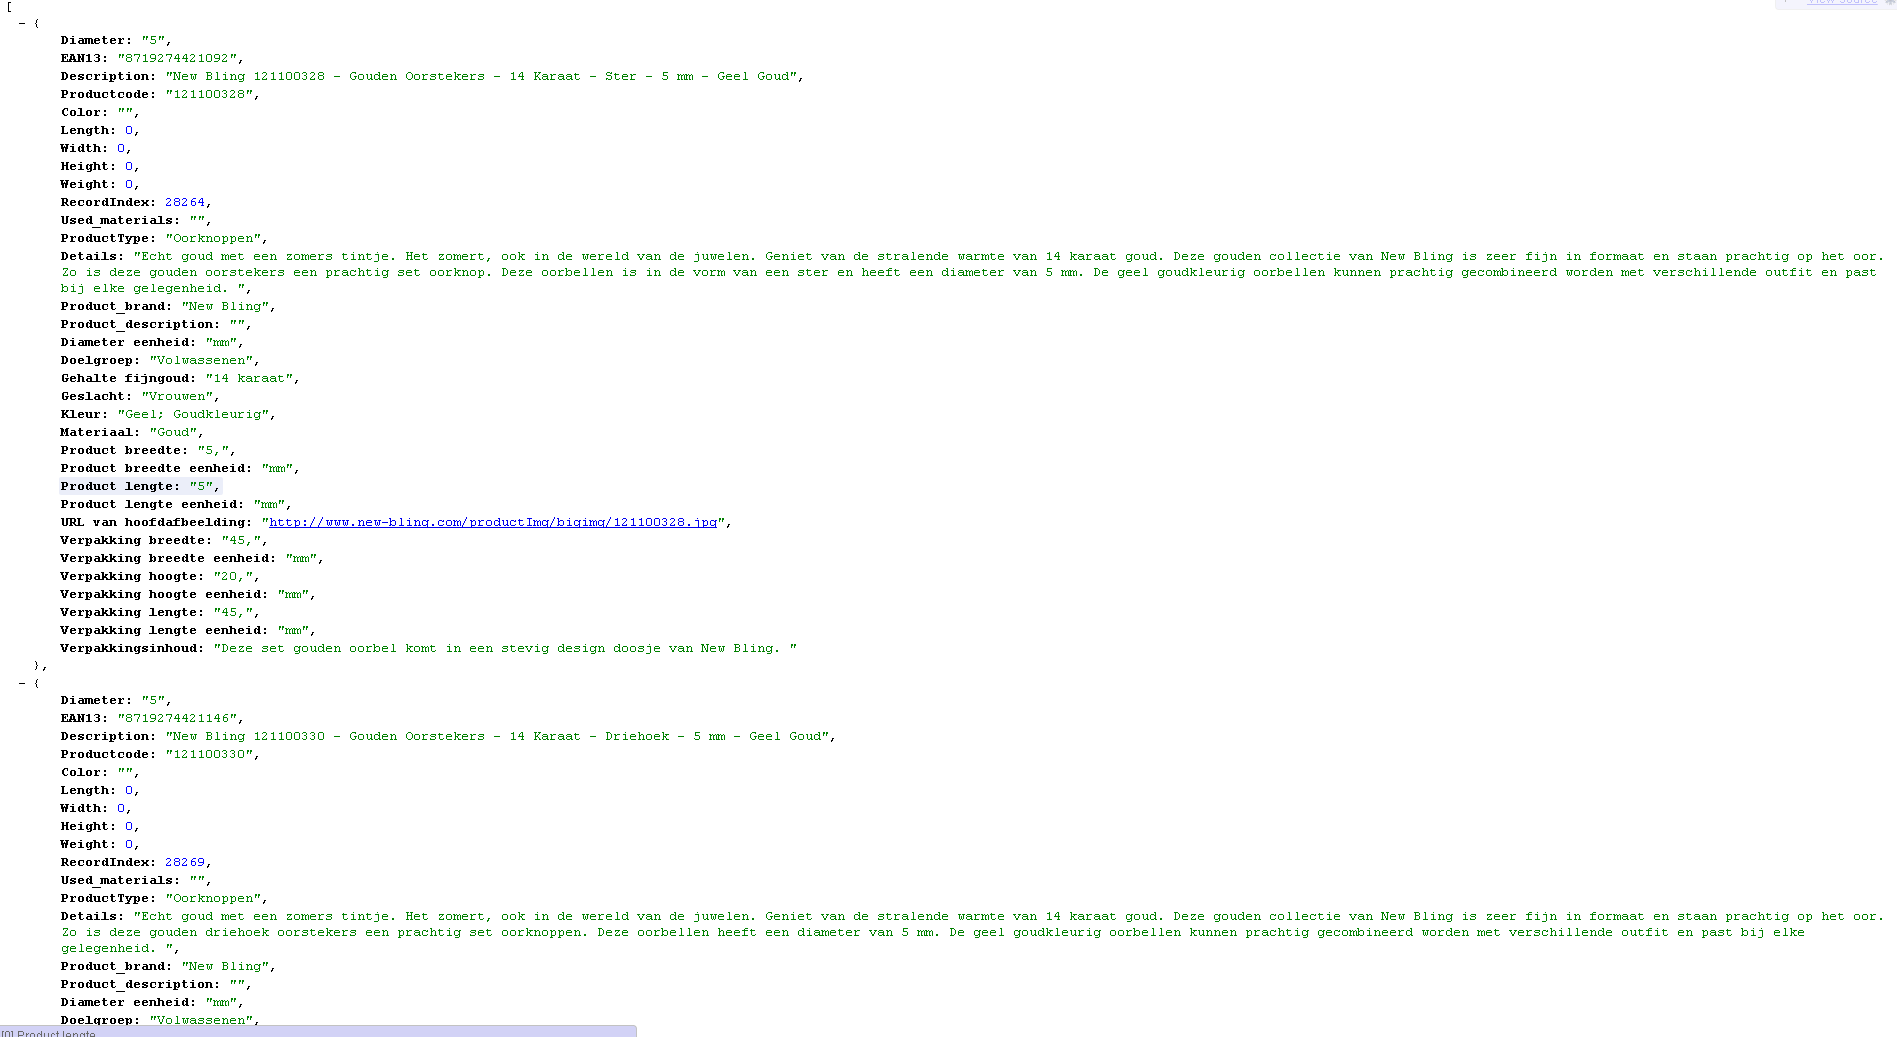 [
View source
- {
Diameter: "5",
EAN13: "8719274421092",
Description: "New Bling 121100328 - Gouden Oorstekers - 14 Karaat - Ster - 5 mm - Geel Goud",
Productcode: "121100328",
Color: "",
Length: 0,
Width: 0,
Height: 0,
Weight: 0,
RecordIndex: 28264,
Used_materials: "",
ProductType: "Oorknoppen",
Details: "Echt goud met een zomers tintje. Het zomert, ook in de wereld van de juwelen. Geniet van de stralende warmte van 14 karaat goud. Deze gouden collectie van New Bling is zeer fijn in formaat en staan prachtig op het oor.
Zo is deze gouden oorstekers een prachtig set oorknop. Deze oorbellen is in de vorm van een ster en heeft een diameter van 5 mm. De geel goudkleurig oorbellen kunnen prachtig gecombineerd worden met verschillende outfit en past
bij elke gelegenheid. ",
Product_brand: "New Bling",
Product_description: "",
Diameter eenheid: "mm",
Doelgroep: "Volwassenen",
Gehalte fijngoud: "14 karaat",
Geslacht: "Vrouwen",
Kleur: "Geel; Goudkleurig",
Materiaal: "Goud",
Product breedte: "5,",
Product breedte eenheid: "mm",
Product lengte: "5",
Product lengte eenheid: "mm",
URL van hoofdafbeelding: "http://www.new-bling.com/productImg/bigimg/121100328.jpg",
Verpakking breedte: "45,",
Verpakking breedte eenheid: "mm",
Verpakking hoogte: "20,",
Verpakking hoogte eenheid: "mm",
Verpakking lengte: "45,",
Verpakking lengte eenheid: "mm",
Verpakkingsinhoud: "Deze set gouden oorbel komt in een stevig design doosje van New Bling. "
},
- {
Diameter: "5",
EAN13: "8719274421146",
Description: "New Bling 121100330 - Gouden Oorstekers - 14 Karaat - Driehoek - 5 mm - Geel Goud",
Productcode: "121100330",
Color: "",
Length: 0,
Width: 0,
Height: 0,
Weight: 0,
RecordIndex: 28269,
Used_materials: "",
ProductType: "Oorknoppen",
Details: "Echt goud met een zomers tintje. Het zomert, ook in de wereld van de juwelen. Geniet van de stralende warmte van 14 karaat goud. Deze gouden collectie van New Bling is zeer fijn in formaat en staan prachtig op het oor.
Zo is deze gouden driehoek oorstekers een prachtig set oorknoppen. Deze oorbellen heeft een diameter van 5 mm. De geel goudkleurig oorbellen kunnen prachtig gecombineerd worden met verschillende outfit en past bij elke
gelegenheid. ",
Product_brand: "New Bling",
Product_description: "",
Diameter eenheid: "mm",
Doelgroep: "Volwassenen",
[0].Product lengte